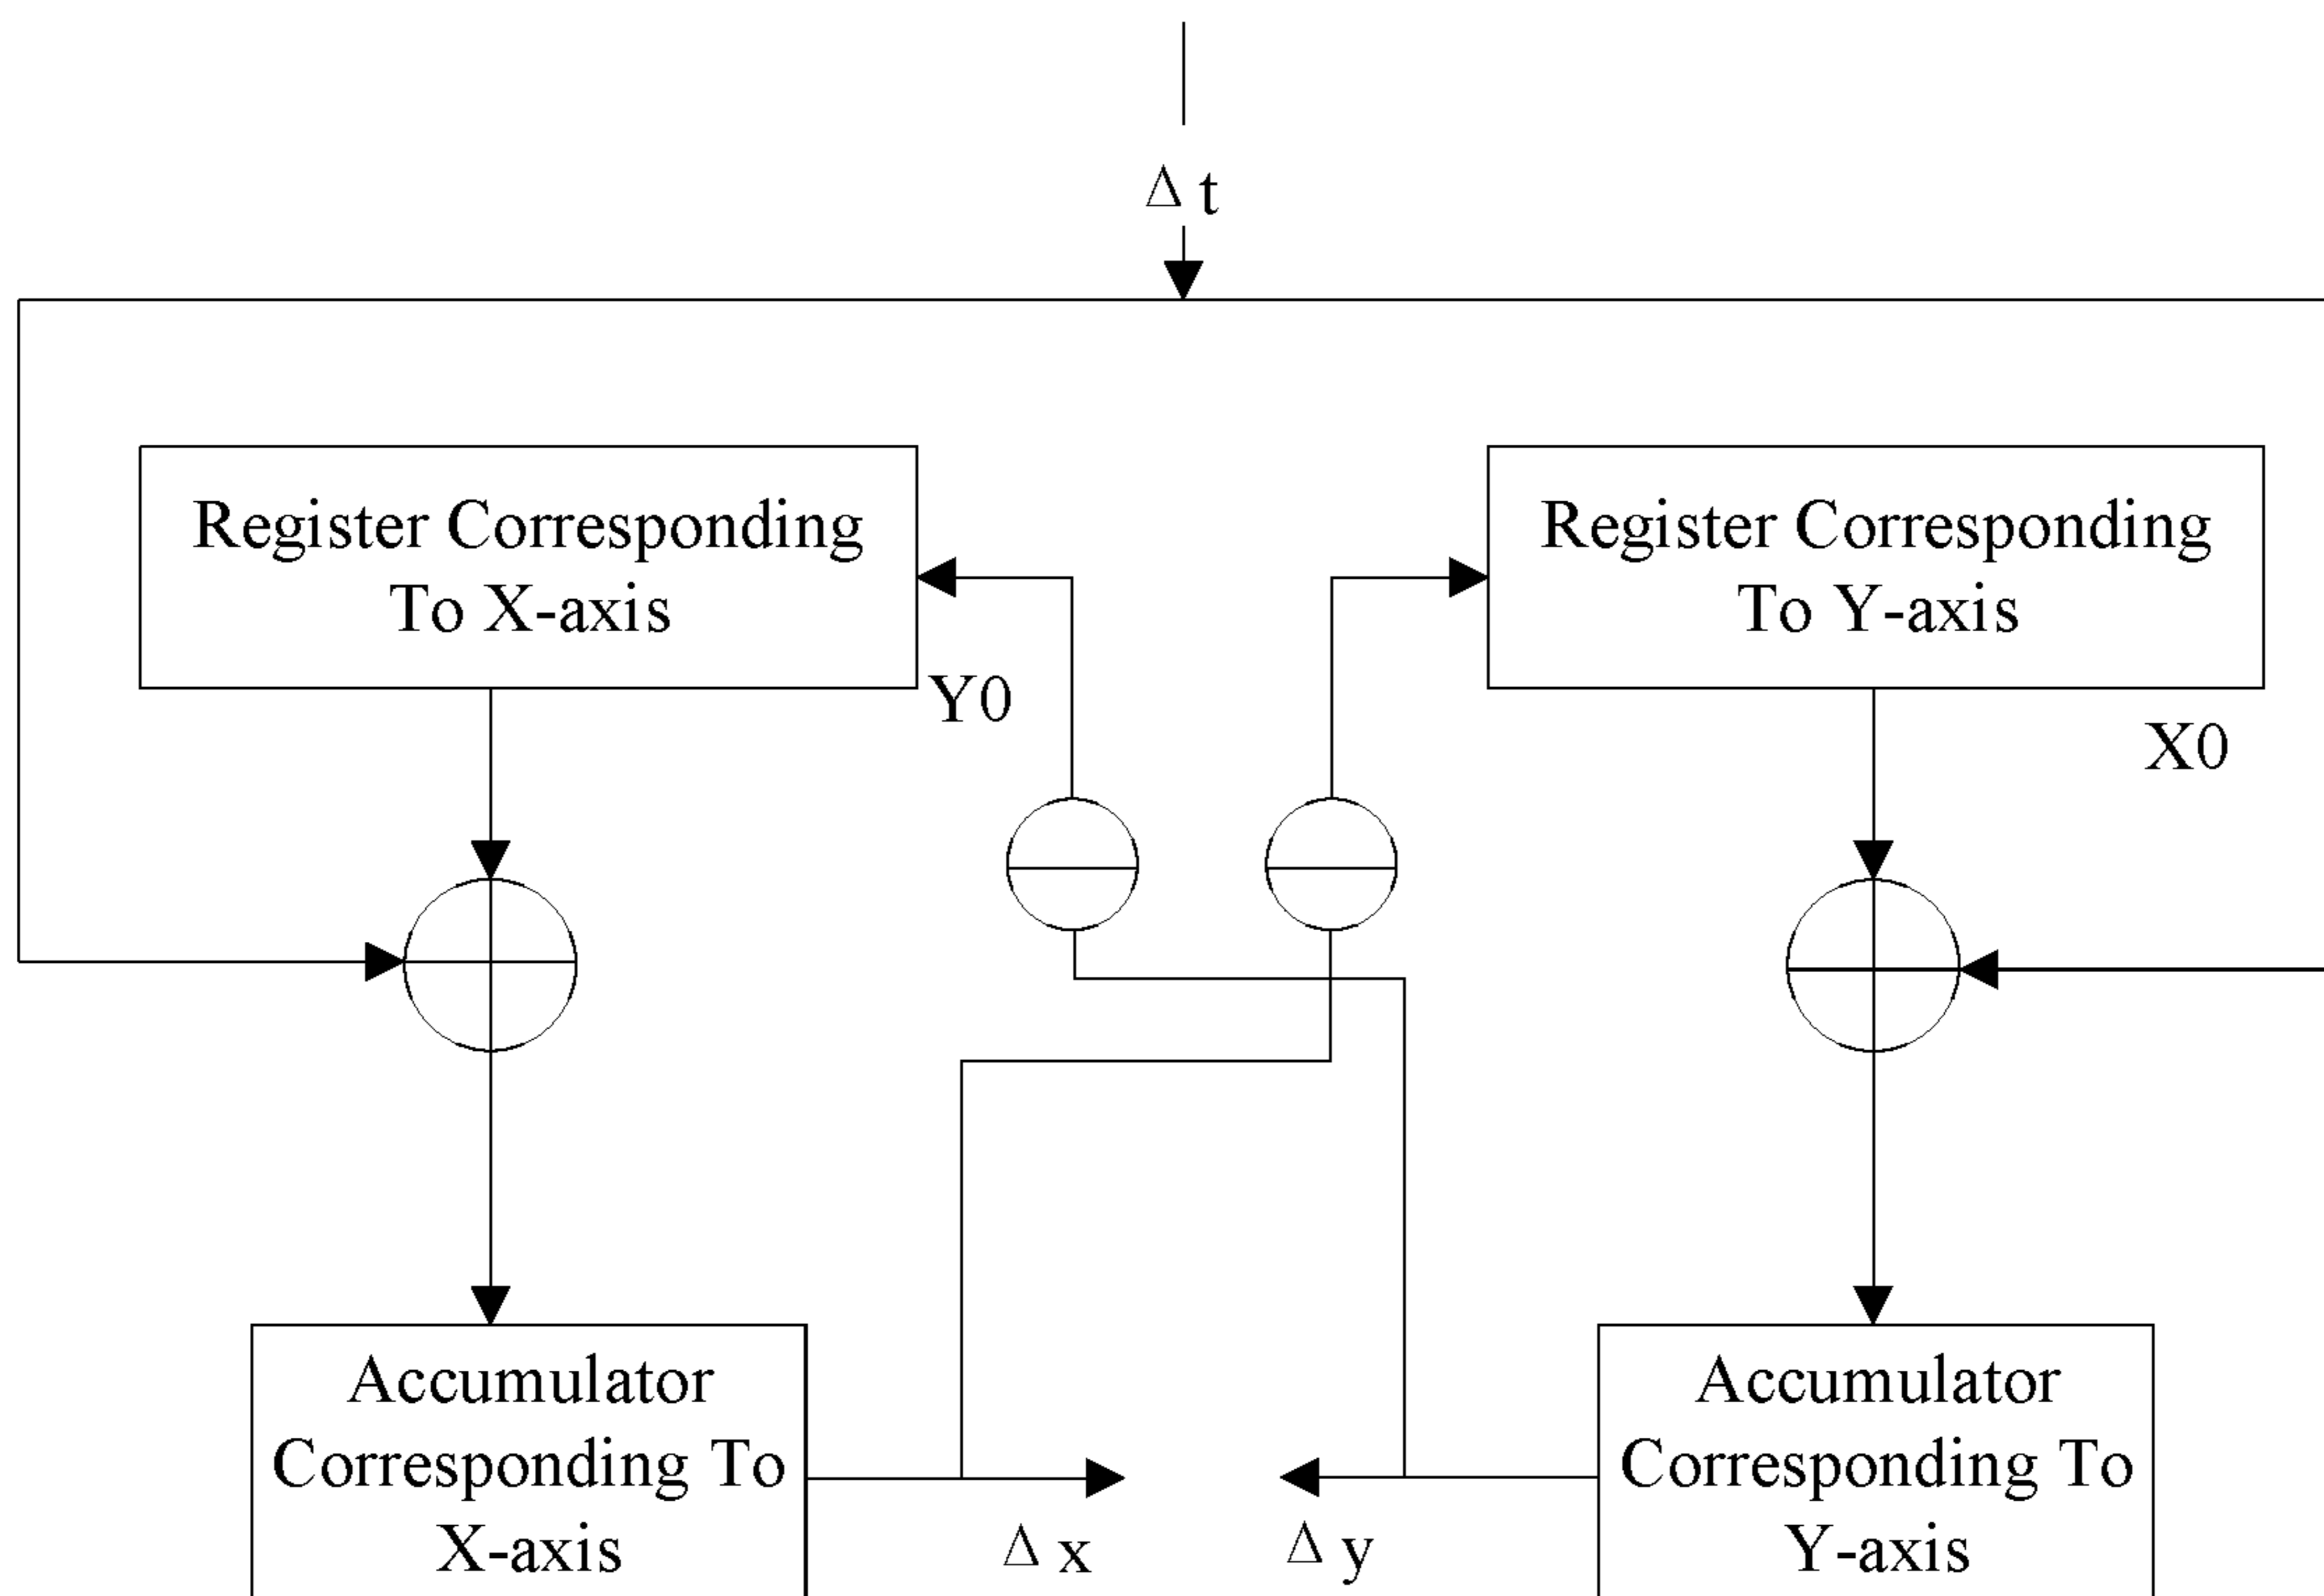 Δ t
Register Corresponding
To X-axis
Register Corresponding
To Y-axis
Y0
X0
Accumulator
Corresponding To
X-axis
Accumulator
Corresponding To
Y-axis
Δ x
Δ y